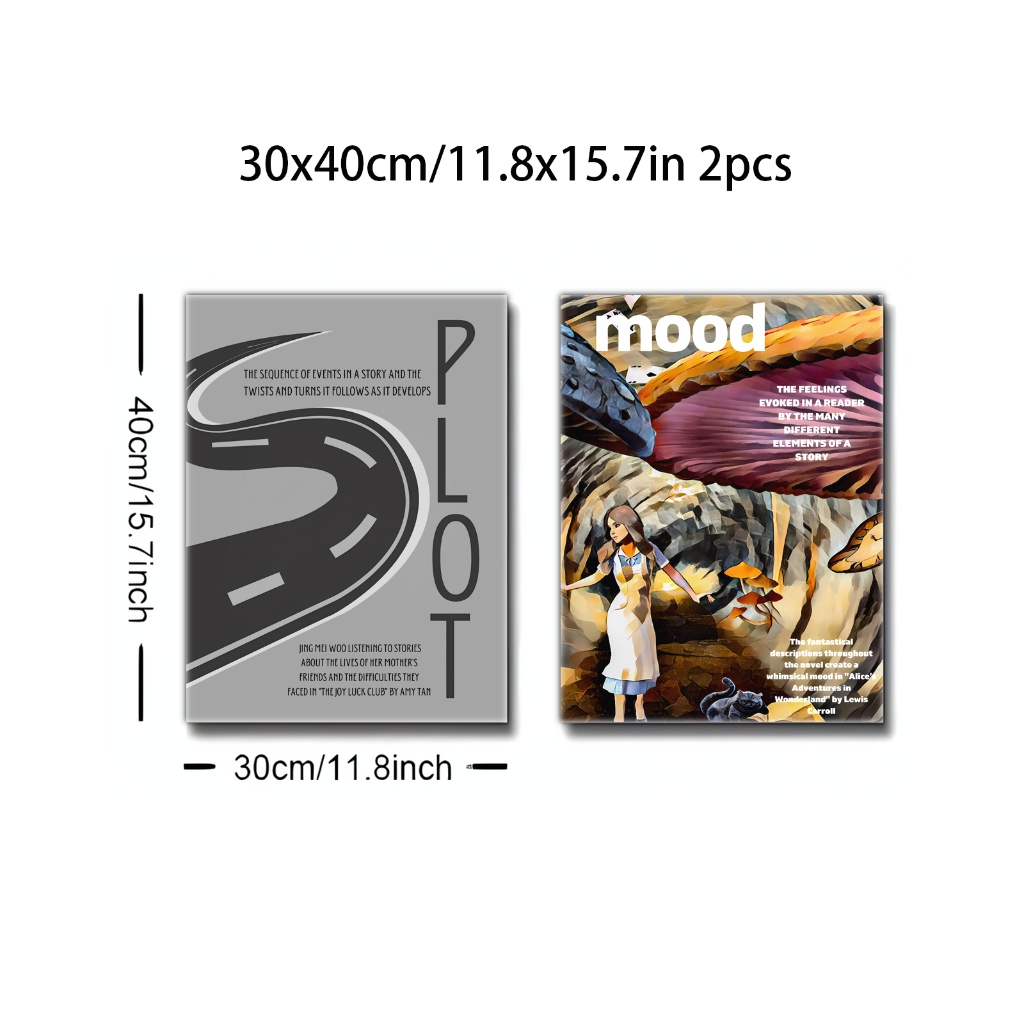 30x40cm/11.8x15.7in 2pcs
40cm/15.7inch
PLOT
THE SEQUENCE OF EVENTS IN A STORY AND THE
TWISTS AND TURNS IT FOLLOWS AS IT DEVELOPS
JING MEI WOO LISTENING TO STORIES
ABOUT THE LIVES OF HER MOTHER'S
FRIENDS AND THE DIFFICULTIES THEY
FACED IN "THE JOY LUCK CLUB" BY AMY TAN
30cm/11.8inch
mood
THE FEELINGS
EVOKED IN A READER
BY THE MANY
DIFFERENT
ELEMENTS OF A
STORY
The fantastical
descriptions throughout
the novel create a
whimsical mood in "Alice's
Adventures in
Wonderland" by Lewis
Carroll